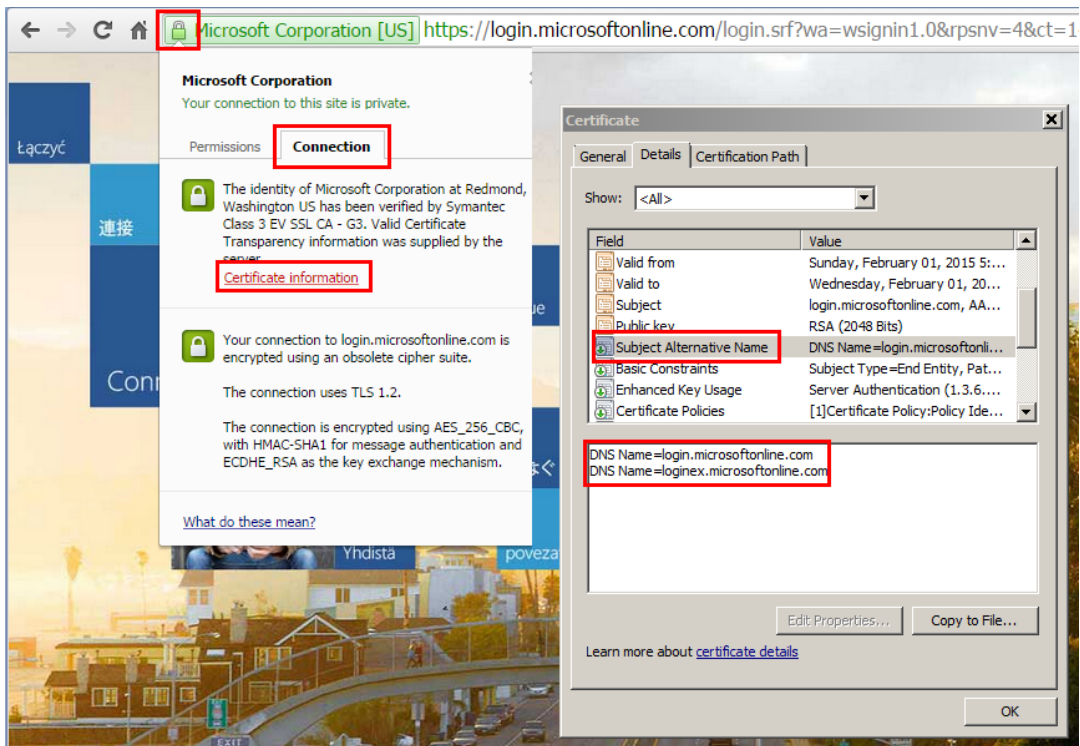 Microsoft Corporation [US] https://login.microsoftonline.com/login.srf?wa=wsignin1.0&rpsnv=4&ct=1
Microsoft Corporation
Your connection to this site is private.
Permissions
Connection
The identity of Microsoft Corporation at Redmond,
Washington US has been verified by Symantec
Class 3 EV SSL CA - G3. Valid Certificate
Transparency information was supplied by the
server.
Certificate information
Your connection to login.microsoftonline.com is
encrypted using an obsolete cipher suite.
The connection uses TLS 1.2.
The connection is encrypted using AES_256_CBC,
with HMAC-SHA1 for message authentication and
ECDHE_RSA as the key exchange mechanism.
What do these mean?
Łączyć
連接
Conn
ue
ぐ
Yhdistä
poveza
EXIT
Certificate
General Details Certification Path
Show: <All>
Field Value
Valid from Sunday, February 01, 2015 5:...
Valid to Wednesday, February 01, 20...
Subject login.microsoftonline.com, AA...
Public key RSA (2048 Bits)
Subject Alternative Name DNS Name=login.microsoftonli...
Basic Constraints Subject Type=End Entity, Pat...
Enhanced Key Usage Server Authentication (1.3.6....
Certificate Policies [1]Certificate Policy:Policy Ide...
DNS Name=login.microsoftonline.com
DNS Name=loginex.microsoftonline.com
Edit Properties... Copy to File...
Learn more about certificate details
OK